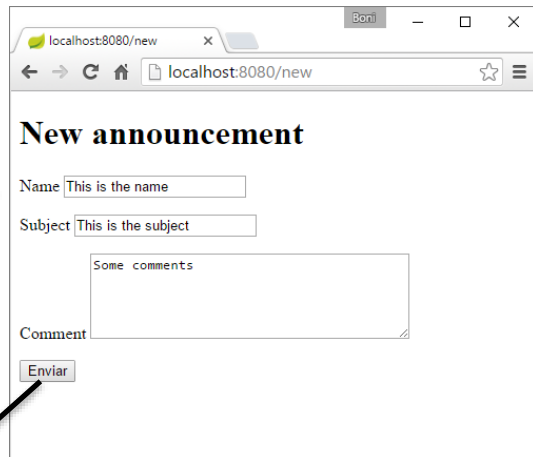 Boni
localhost:8080/new
localhost:8080/new
New announcement
Name This is the name
Subject This is the subject
Some comments
Comment
Enviar